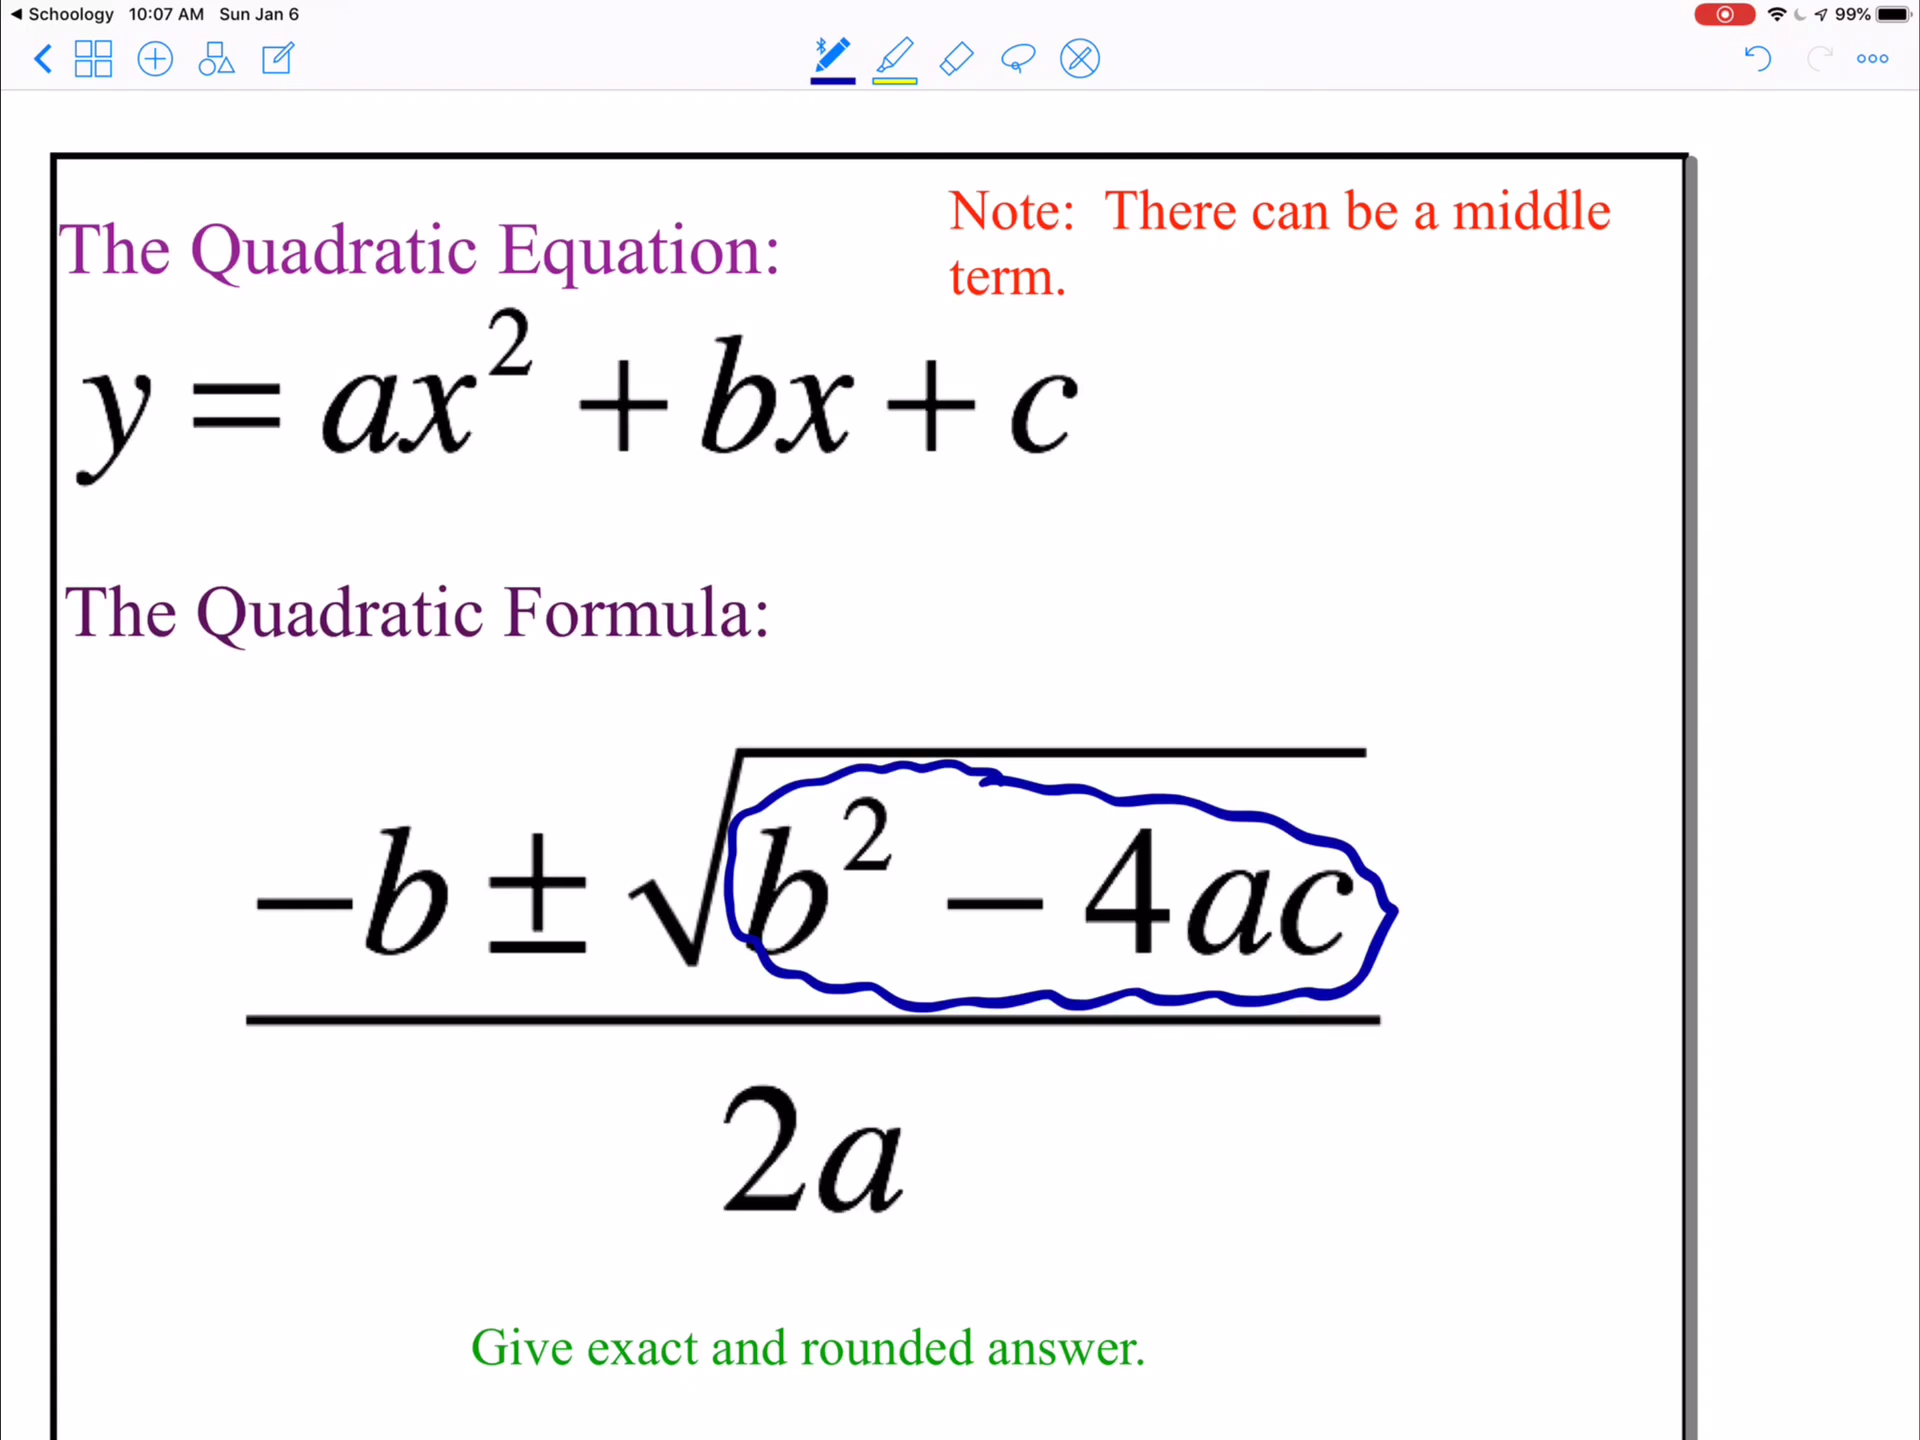 ◀ Schoology 10:07 AM Sun Jan 6 99%
Note: There can be a middle
term.
The Quadratic Equation:
y = ax² + bx + c
The Quadratic Formula:
−b ± √b² − 4ac
2a
Give exact and rounded answer.